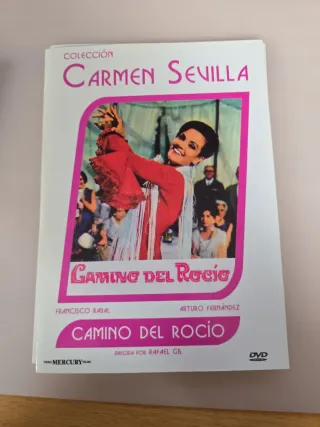 COLECCIÓN
CARMEN SEVILLA
CAMINO DEL ROCÍO
FRANCISCO RABAL ARTURO FERNÁNDEZ
CAMINO DEL ROCÍO
DIRIGIDA POR RAFAEL GIL
MERCURY FILMS
DVD